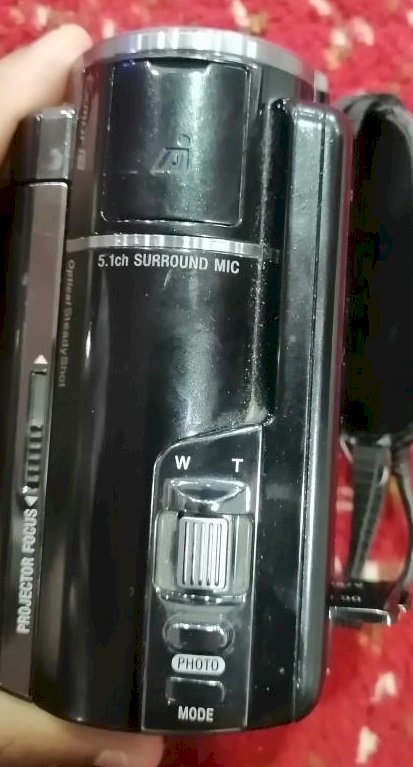 5.1ch SURROUND MIC
Optical SteadyShot
W T
PROJECTOR FOCUS
PHOTO
MODE